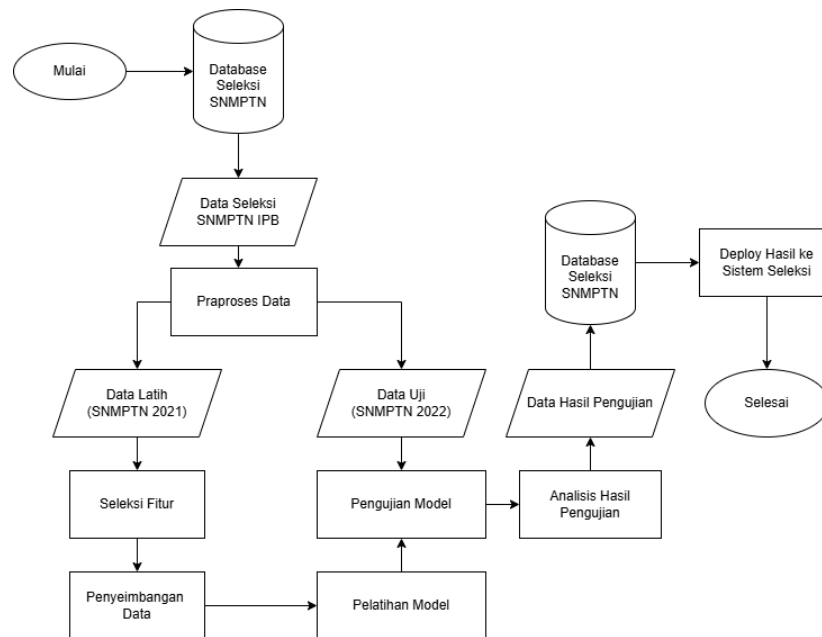 Mulai
Database
Seleksi
SNMPTN
Data Seleksi
SNMPTN IPB
Praproses Data
Data Latih
(SNMPTN 2021)
Data Uji
(SNMPTN 2022)
Seleksi Fitur
Penyeimbangan
Data
Pelatihan Model
Pengujian Model
Analisis Hasil
Pengujian
Data Hasil Pengujian
Database
Seleksi
SNMPTN
Deploy Hasil ke
Sistem Seleksi
Selesai